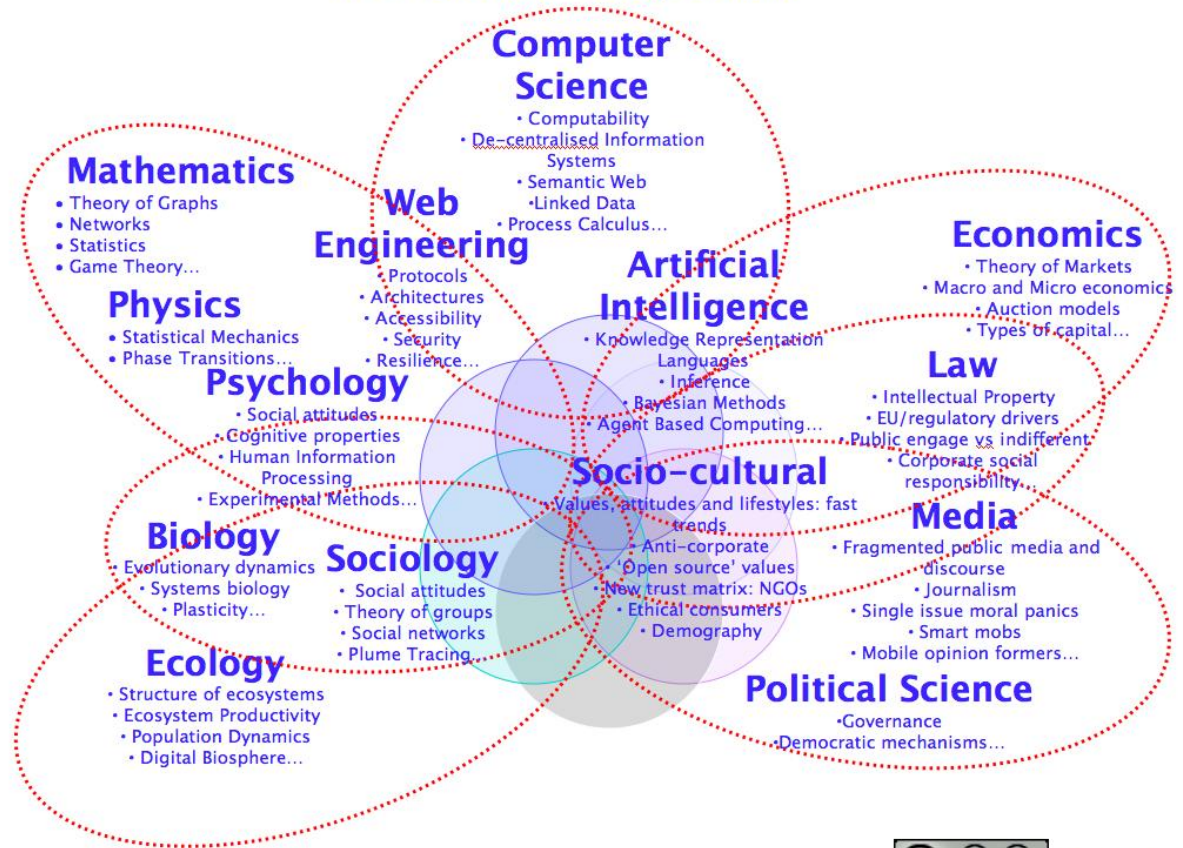 Computer
Science
• Computability
• De-centralised Information
Systems
• Semantic Web
•Linked Data
• Process Calculus...
Mathematics
• Theory of Graphs
• Networks
• Statistics
• Game Theory...
Physics
• Statistical Mechanics
• Phase Transitions...
Web
Engineering
• Protocols
• Architectures
• Accessibility
• Security
• Resilience...
Artificial
Intelligence
• Knowledge Representation
Languages
• Inference
• Bayesian Methods
• Agent Based Computing...
Economics
• Theory of Markets
• Macro and Micro economics
• Auction models
• Types of capital...
Law
• Intellectual Property
• EU/regulatory drivers
• Public engage vs indifferent
• Corporate social
responsibility...
Psychology
• Social attitudes
• Cognitive properties
• Human Information
Processing
• Experimental Methods...
Socio-cultural
• Values, attitudes and lifestyles: fast
trends
• Anti-corporate
• 'Open source' values
• New trust matrix: NGOs
• Ethical consumers
• Demography
Media
• Fragmented public media and
discourse
• Journalism
• Single issue moral panics
• Smart mobs
• Mobile opinion formers...
Biology
• Evolutionary dynamics
• Systems biology
• Plasticity...
Sociology
• Social attitudes
• Theory of groups
• Social networks
• Plume Tracing...
Ecology
• Structure of ecosystems
• Ecosystem Productivity
• Population Dynamics
• Digital Biosphere...
Political Science
•Governance
•Democratic mechanisms...